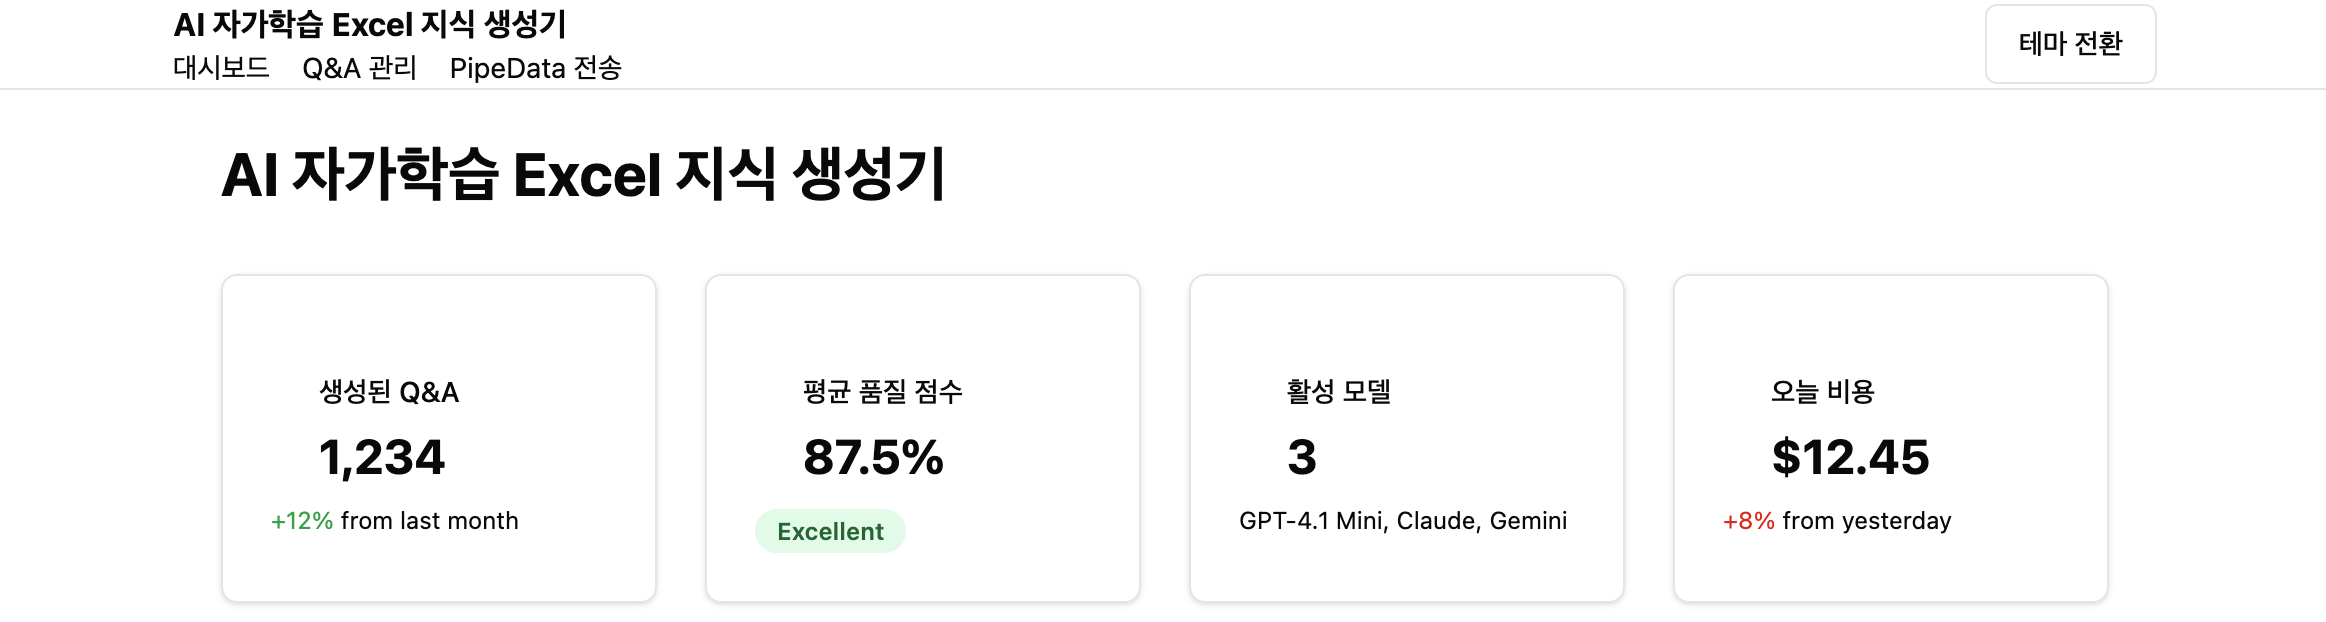 AI 자가학습 Excel 지식 생성기
대시보드 Q&A 관리 PipeData 전송
테마 전환
AI 자가학습 Excel 지식 생성기
생성된 Q&A
1,234
+12% from last month
평균 품질 점수
87.5%
Excellent
활성 모델
3
GPT-4.1 Mini, Claude, Gemini
오늘 비용
$12.45
+8% from yesterday